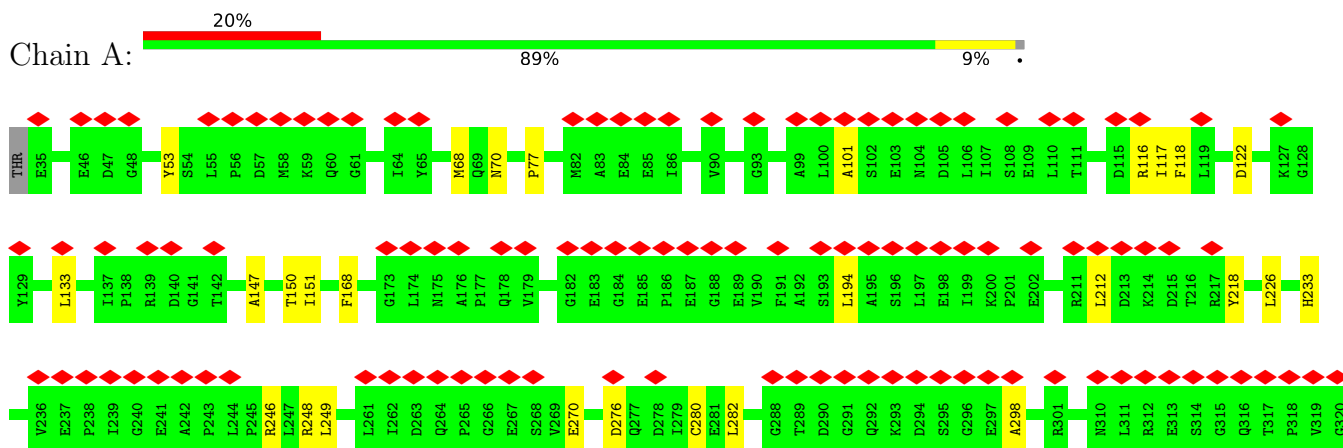 20%
Chain A:
89% 9% •
THR E35 E46 D47 G48 Y53 S54 L55 P56 D57 M58 K59 Q60 G61 I64 Y65 M68 Q69 N70 P77 M82 A83 E84 E85 I86 V90 G93 A99 L100 A101 S102 E103 N104 D105 L106 I107 S108 E109 L110 T111 D115 R116 I117 F118 L119 D122 K127 G128
Y129 L133 I137 P138 R139 D140 G141 T142 A147 T150 I151 F168 G173 I174 N175 A176 P177 Q178 V179 G182 E183 G184 E185 P186 E187 G188 E189 V190 F191 A192 S193 L194 A195 S196 L197 E198 I199 K200 P201 E202 R211 L212 D213 K214 D215 T216 R217 Y218 L226 H233
V236 E237 P238 I239 G240 E241 A242 P243 L244 P245 R246 L247 R248 L249 L261 I262 D263 Q264 P265 G266 E267 S268 V269 E270 D276 Q277 D278 I279 C280 E281 L282 G288 T289 D290 G291 Q292 K293 D294 S295 G296 E297 A298 R301 N310 L311 R312 E313 S314 G315 Q316 T317 P318 V319